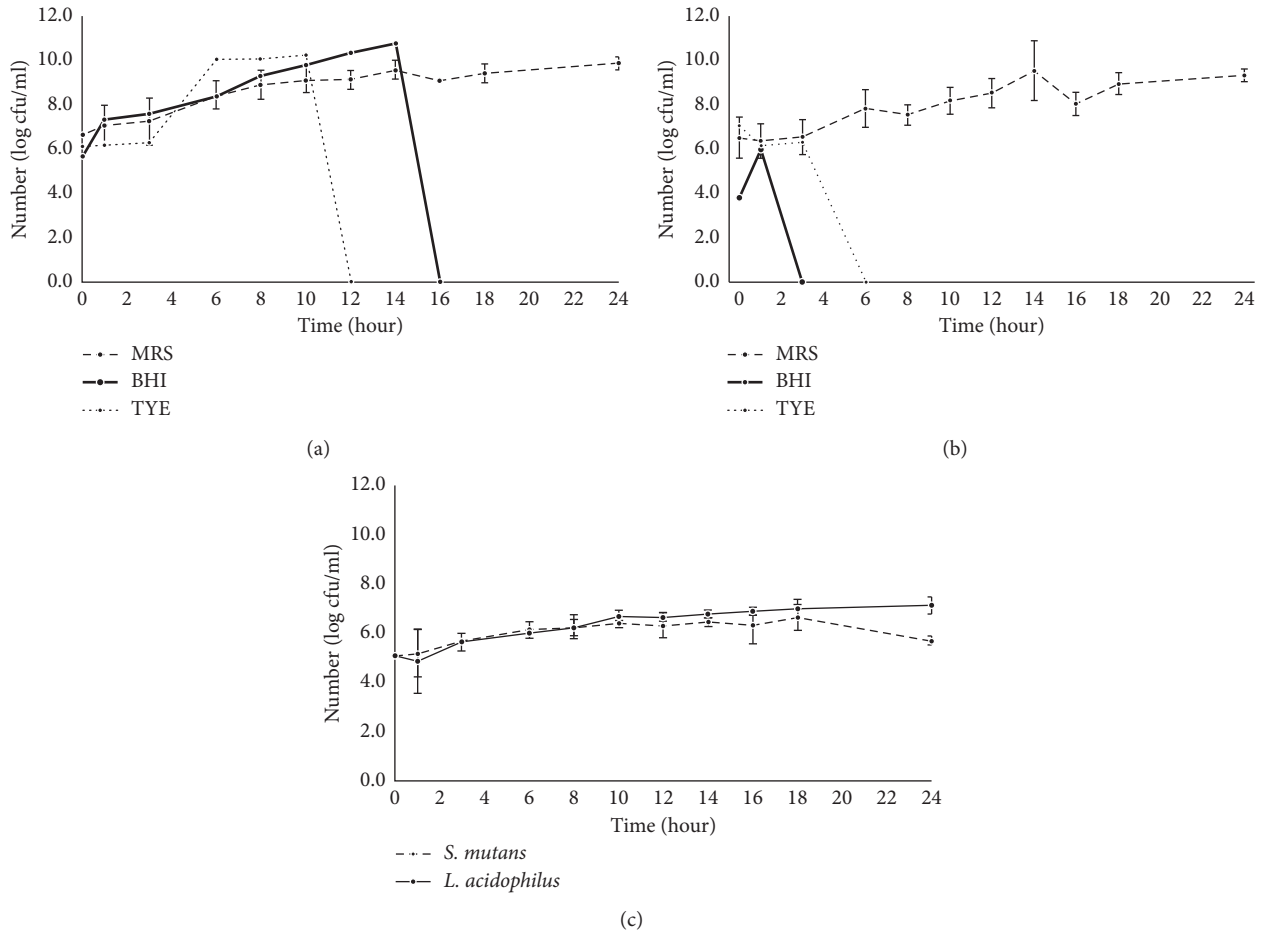 12.0
10.0
8.0
6.0
4.0
2.0
0.0
Number (log cfu/ml)
0 2 4 6 8 10 12 14 16 18 20 22 24
Time (hour)
MRS
BHI
TYE
(a)
12.0
10.0
8.0
6.0
4.0
2.0
0.0
Number (log cfu/ml)
0 2 4 6 8 10 12 14 16 18 20 22 24
Time (hour)
MRS
BHI
TYE
(b)
12.0
10.0
8.0
6.0
4.0
2.0
0.0
Number (log cfu/ml)
0 2 4 6 8 10 12 14 16 18 20 22 24
Time (hour)
S. mutans
L. acidophilus
(c)